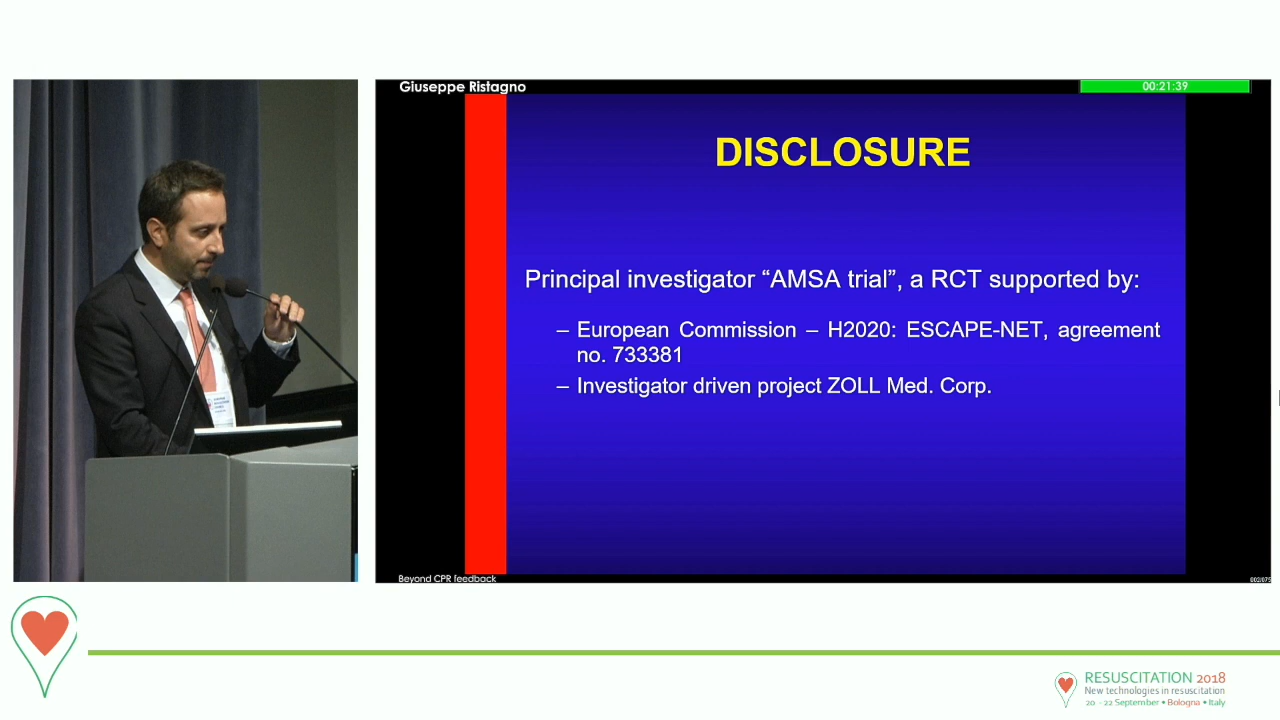 Giuseppe Ristagno
00:21:39
DISCLOSURE
Principal investigator “AMSA trial”, a RCT supported by:
– European Commission – H2020: ESCAPE-NET, agreement
no. 733381
– Investigator driven project ZOLL Med. Corp.
Beyond CPR feedback
002/075
RESUSCITATION 2018
New technologies in resuscitation
20 - 22 September • Bologna • Italy